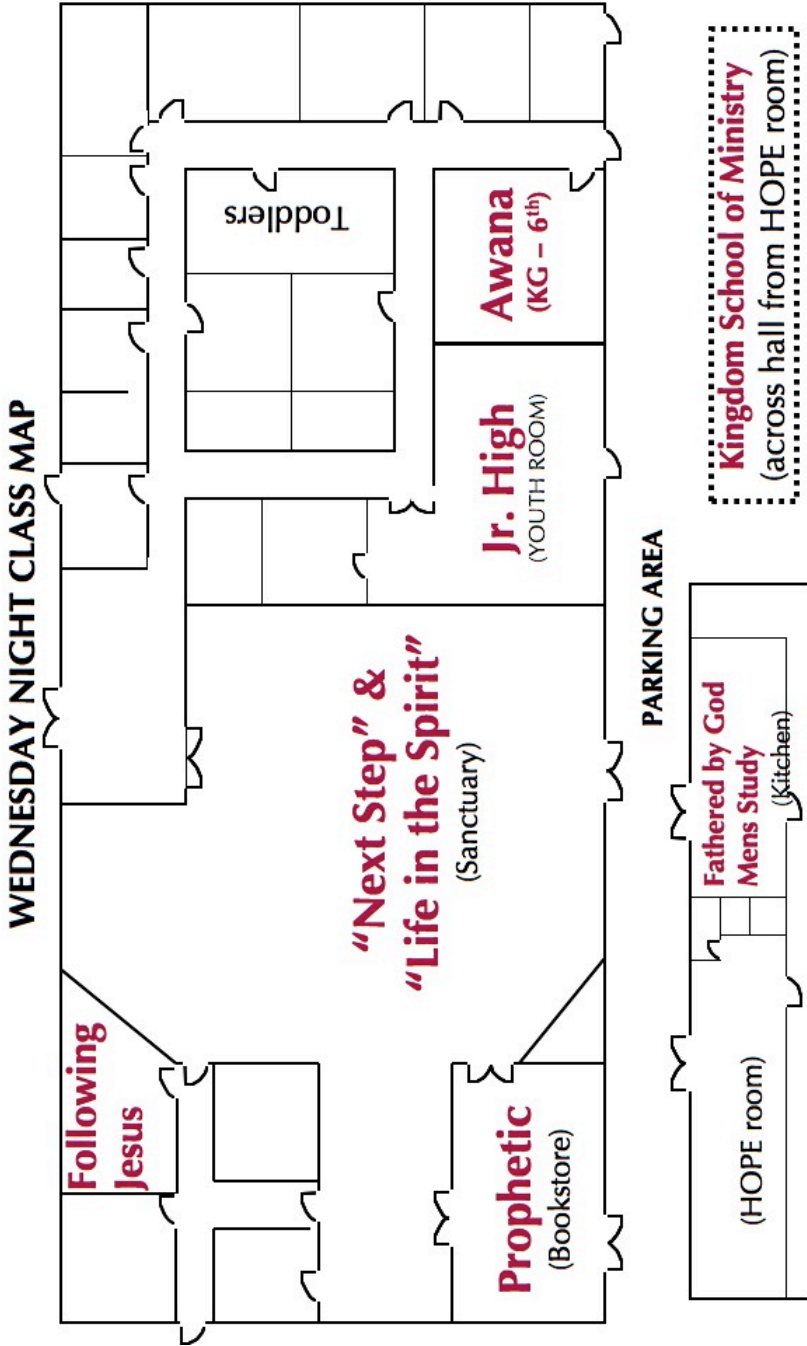 WEDNESDAY NIGHT CLASS MAP
Following
Jesus
Toddlers
“Next Step” &
“Life in the Spirit”
(Sanctuary)
Prophetic
(Bookstore)
Jr. High
(YOUTH ROOM)
Awana
(KG – 6th)
PARKING AREA
(HOPE room)
Fathered by God
Mens Study
(Kitchen)
Kingdom School of Ministry
(across hall from HOPE room)